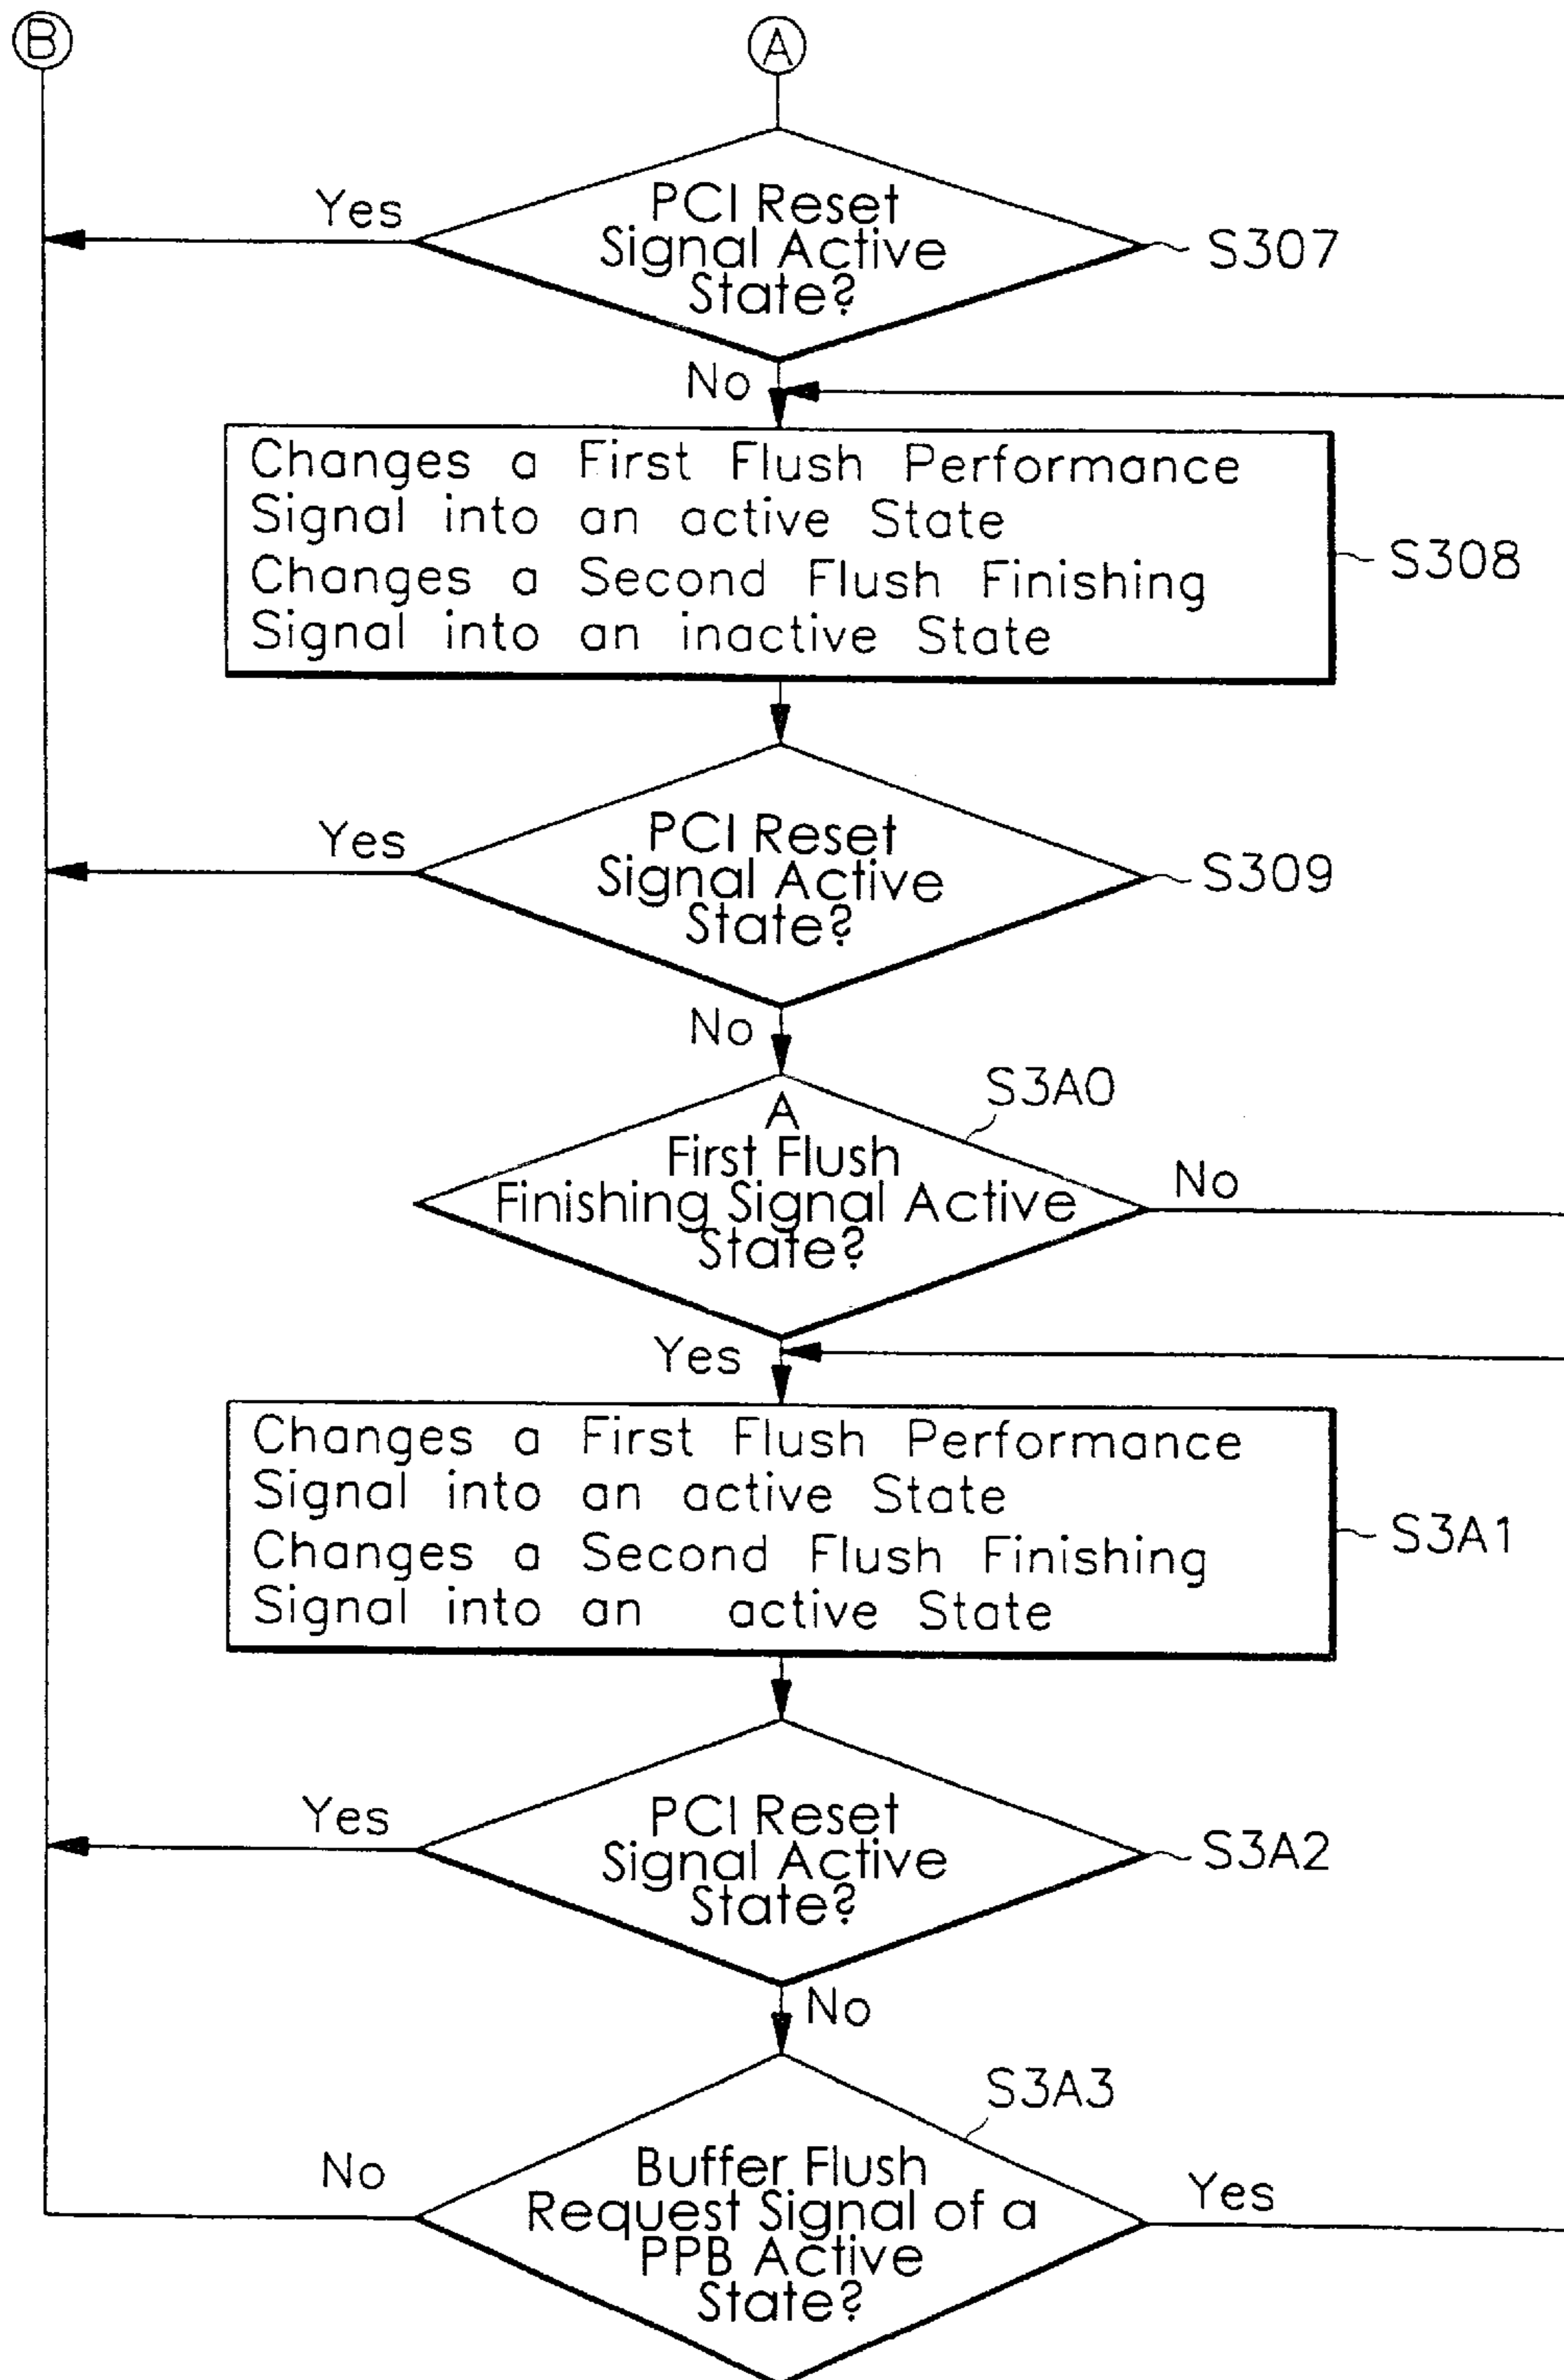 B
A
PCI Reset
Signal Active
State?
Yes
S307
No
Changes a First Flush Performance
Signal into an active State
Changes a Second Flush Finishing
Signal into an inactive State
S308
PCI Reset
Signal Active
State?
Yes
S309
No
S3A0
A
First Flush
Finishing Signal Active
State?
No
Yes
Changes a First Flush Performance
Signal into an active State
Changes a Second Flush Finishing
Signal into an active State
S3A1
PCI Reset
Signal Active
State?
Yes
S3A2
No
S3A3
Buffer Flush
Request Signal of a
PPB Active
State?
No
Yes